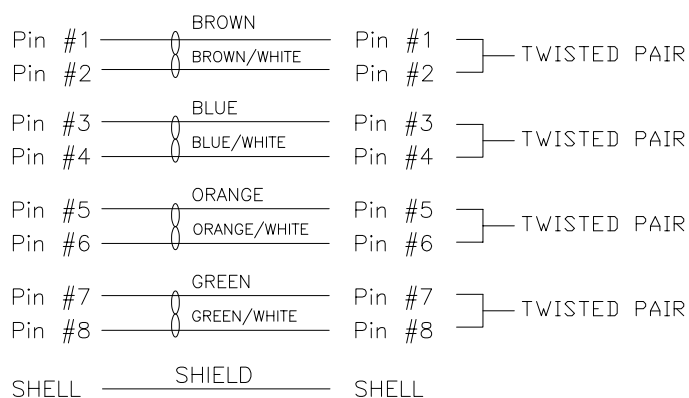 BROWN
Pin #1 Pin #1
BROWN/WHITE TWISTED PAIR
Pin #2 Pin #2
BLUE
Pin #3 Pin #3
BLUE/WHITE TWISTED PAIR
Pin #4 Pin #4
ORANGE
Pin #5 Pin #5
ORANGE/WHITE TWISTED PAIR
Pin #6 Pin #6
GREEN
Pin #7 Pin #7
GREEN/WHITE TWISTED PAIR
Pin #8 Pin #8
SHIELD
SHELL SHELL